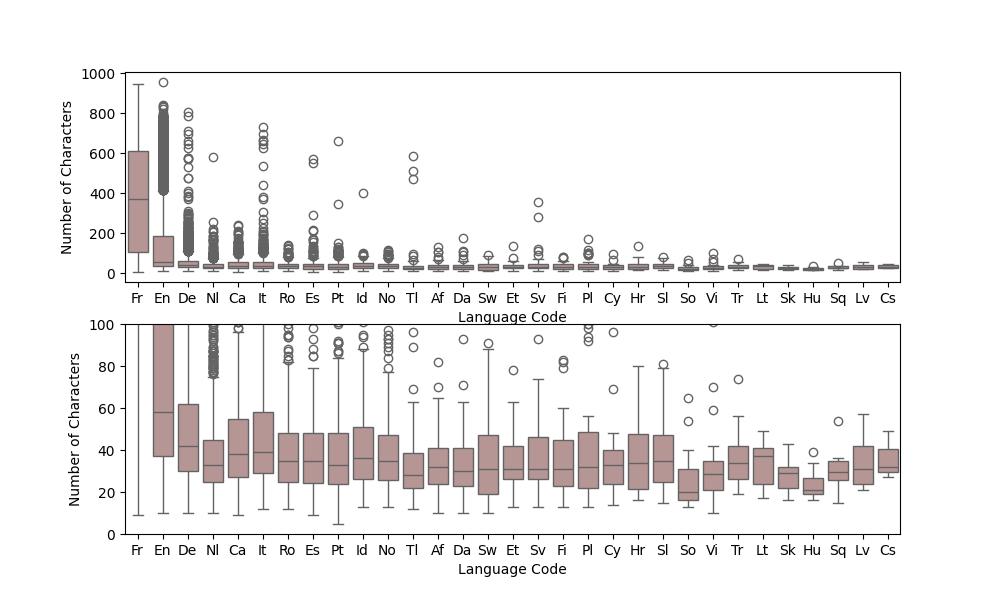 Number of Characters
1000
800
600
400
200
0
Fr En De Nl Ca It Ro Es Pt Id No Tl Af Da Sw Et Sv Fi Pl Cy Hr Sl So Vi Tr Lt Sk Hu Sq Lv Cs
Language Code
Number of Characters
100
80
60
40
20
0
Fr En De Nl Ca It Ro Es Pt Id No Tl Af Da Sw Et Sv Fi Pl Cy Hr Sl So Vi Tr Lt Sk Hu Sq Lv Cs
Language Code